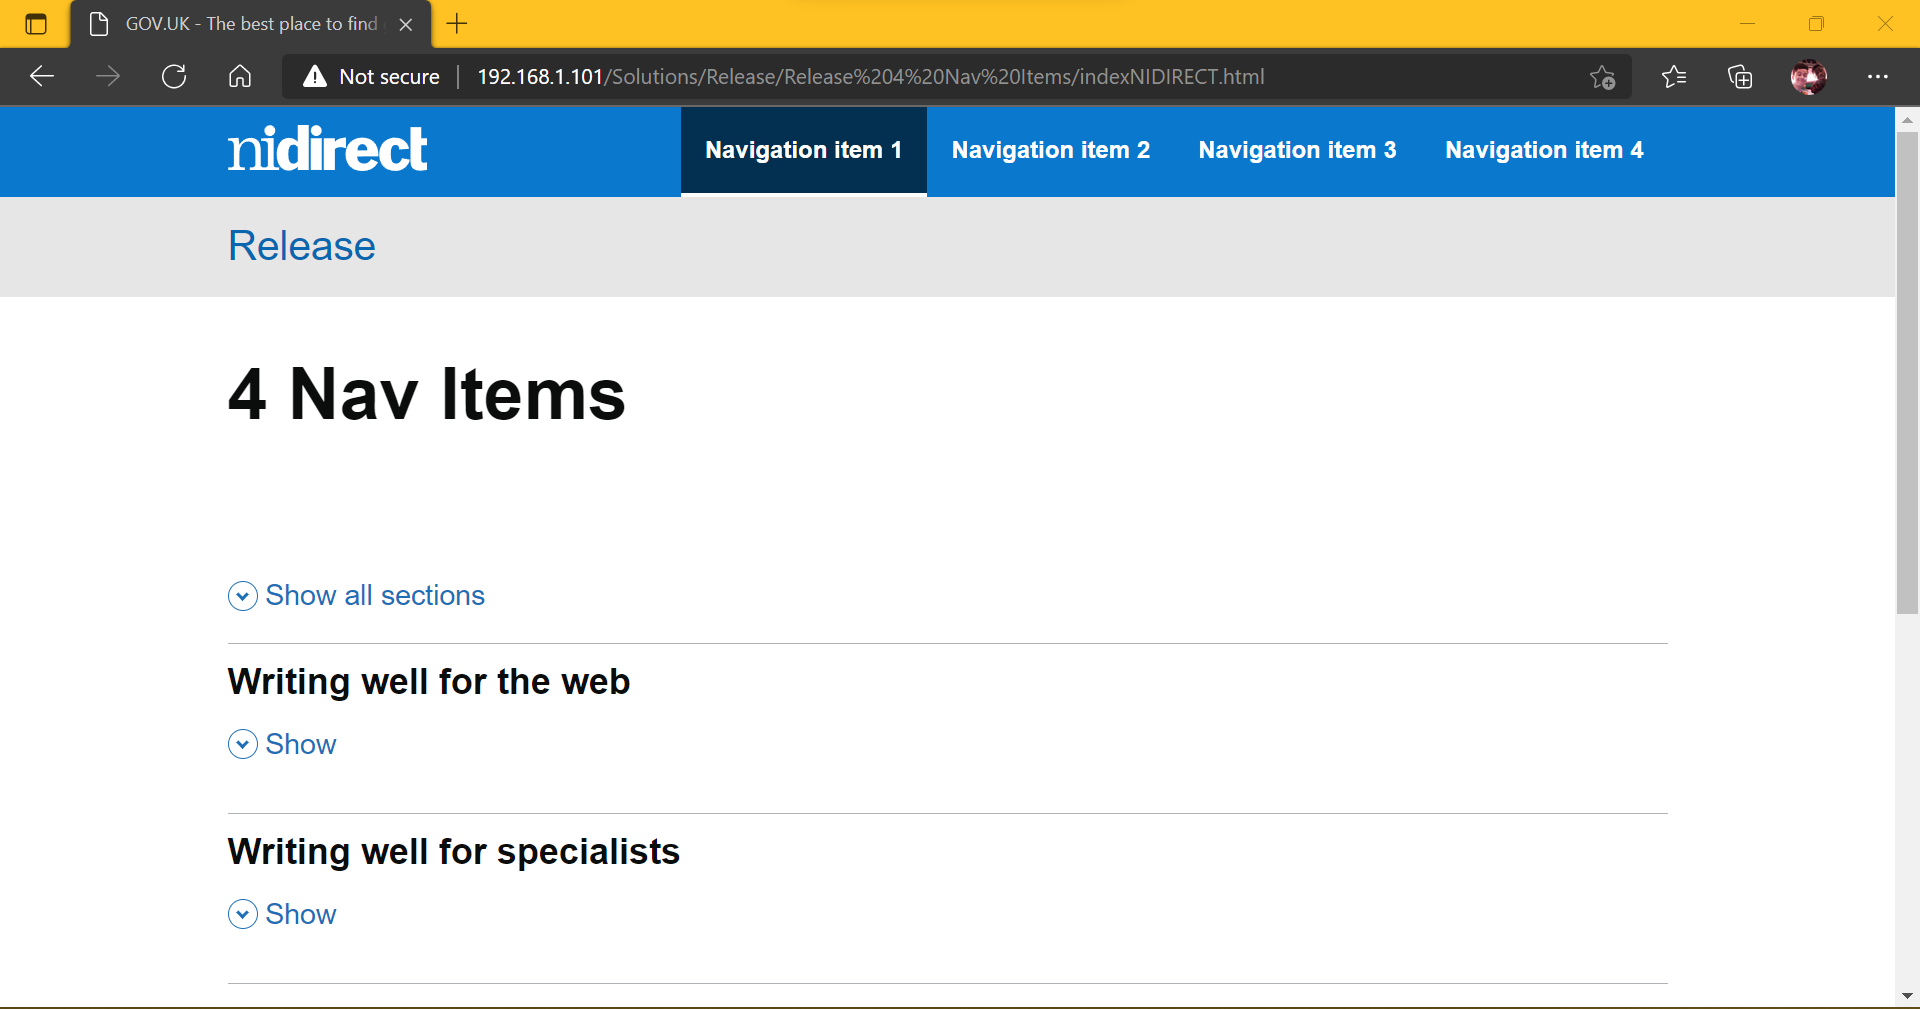 GOV.UK - The best place to find
Not secure | 192.168.1.101/Solutions/Release/Release%204%20Nav%20Items/indexNIDIRECT.html
nidirect
Navigation item 1 Navigation item 2 Navigation item 3 Navigation item 4
Release
4 Nav Items
Show all sections
Writing well for the web
Show
Writing well for specialists
Show